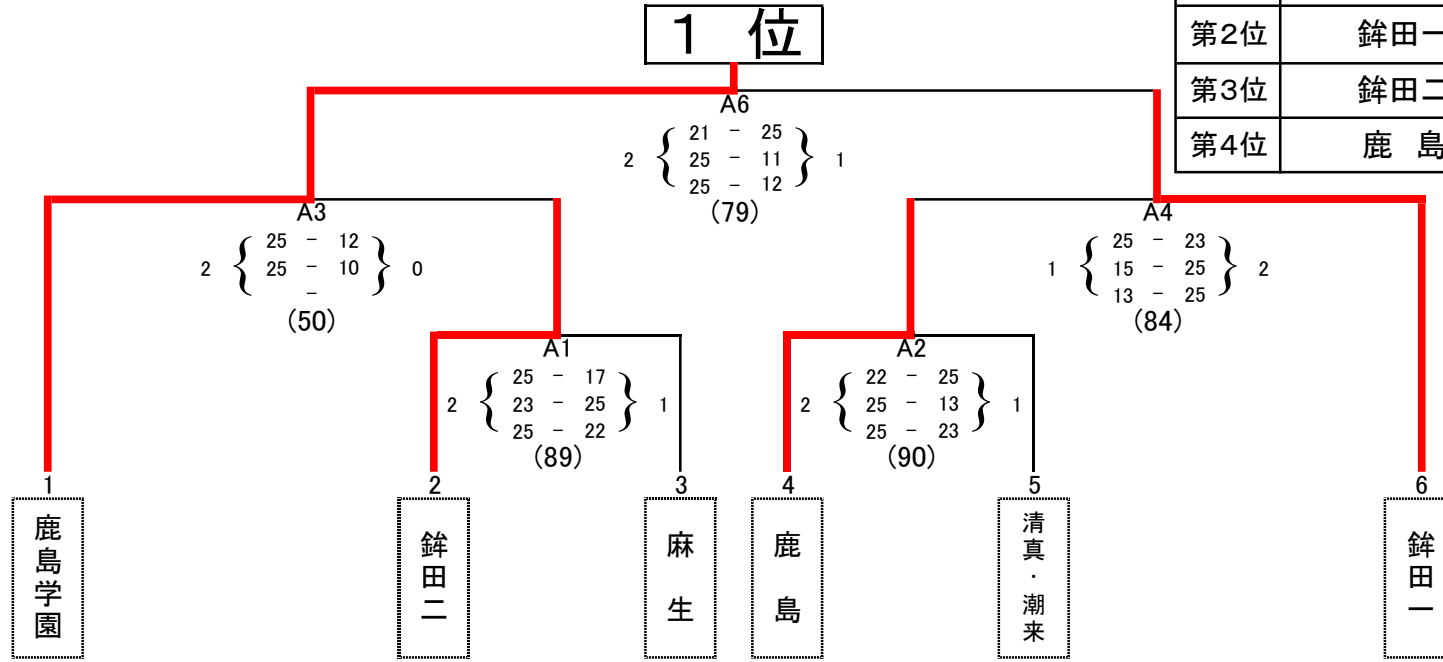 1 位
第2位 鉾田一
第3位 鉾田二
第4位 鹿 島
A6
21 - 25
2 { 25 - 11 } 1
25 - 12
(79)
A3
25 - 12
2 { 25 - 10 } 0
-
(50)
A4
25 - 23
1 { 15 - 25 } 2
13 - 25
(84)
A1
25 - 17
2 { 23 - 25 } 1
25 - 22
(89)
A2
22 - 25
2 { 25 - 13 } 1
25 - 23
(90)
1 2 3 4 5 6
鹿島学園
鉾田二
麻生
鹿島
清真・潮来
鉾田一